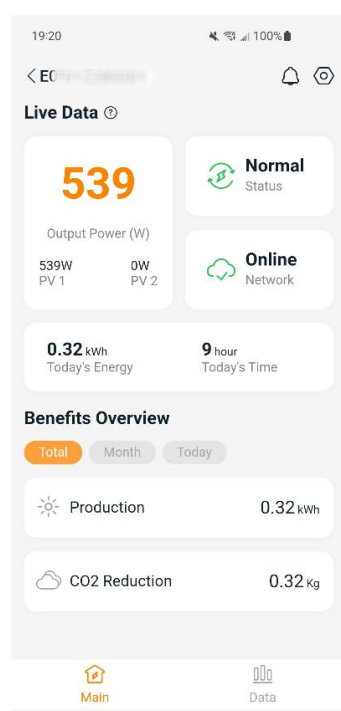 19:20
100%
Live Data
539
Output Power (W)
539W
PV 1
0W
PV 2
Normal
Status
Online
Network
0.32 kWh
Today's Energy
9 hour
Today's Time
Benefits Overview
Total
Month
Today
Production
0.32 kWh
CO2 Reduction
0.32 Kg
Main
Data